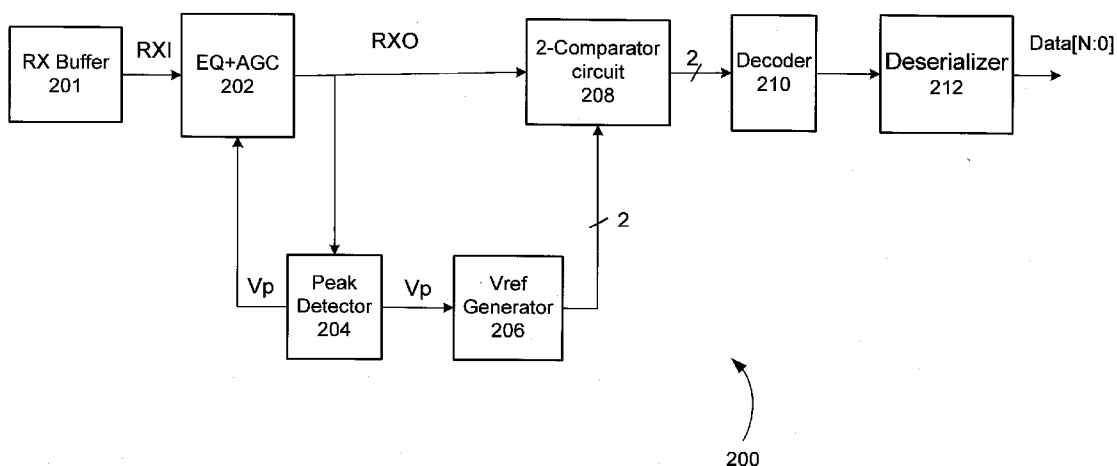 RX Buffer
201
RXI
EQ+AGC
202
RXO
2-Comparator
circuit
208
2
Decoder
210
Deserializer
212
Data[N:0]
Vp
Peak
Detector
204
Vp
Vref
Generator
206
2
200